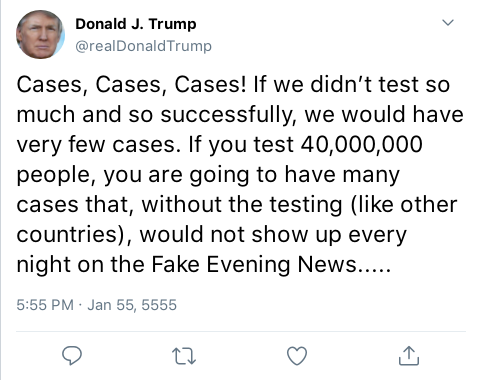 Donald J. Trump
@realDonaldTrump
Cases, Cases, Cases! If we didn’t test so
much and so successfully, we would have
very few cases. If you test 40,000,000
people, you are going to have many
cases that, without the testing (like other
countries), would not show up every
night on the Fake Evening News.....
5:55 PM · Jan 55, 5555